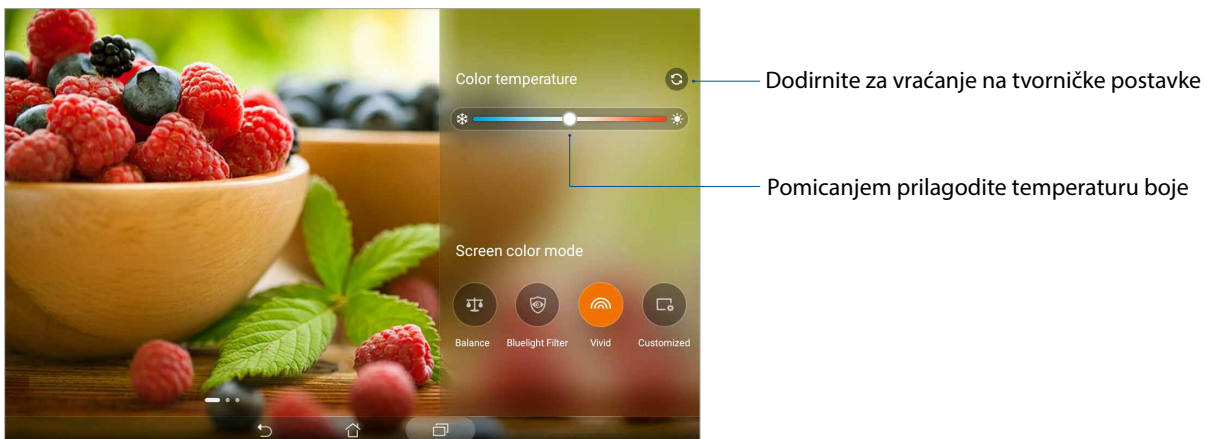 Color temperature
Dodirnite za vraćanje na tvorničke postavke
Pomicanjem prilagodite temperaturu boje
Screen color mode
Balance
Bluelight Filter
Vivid
Customized